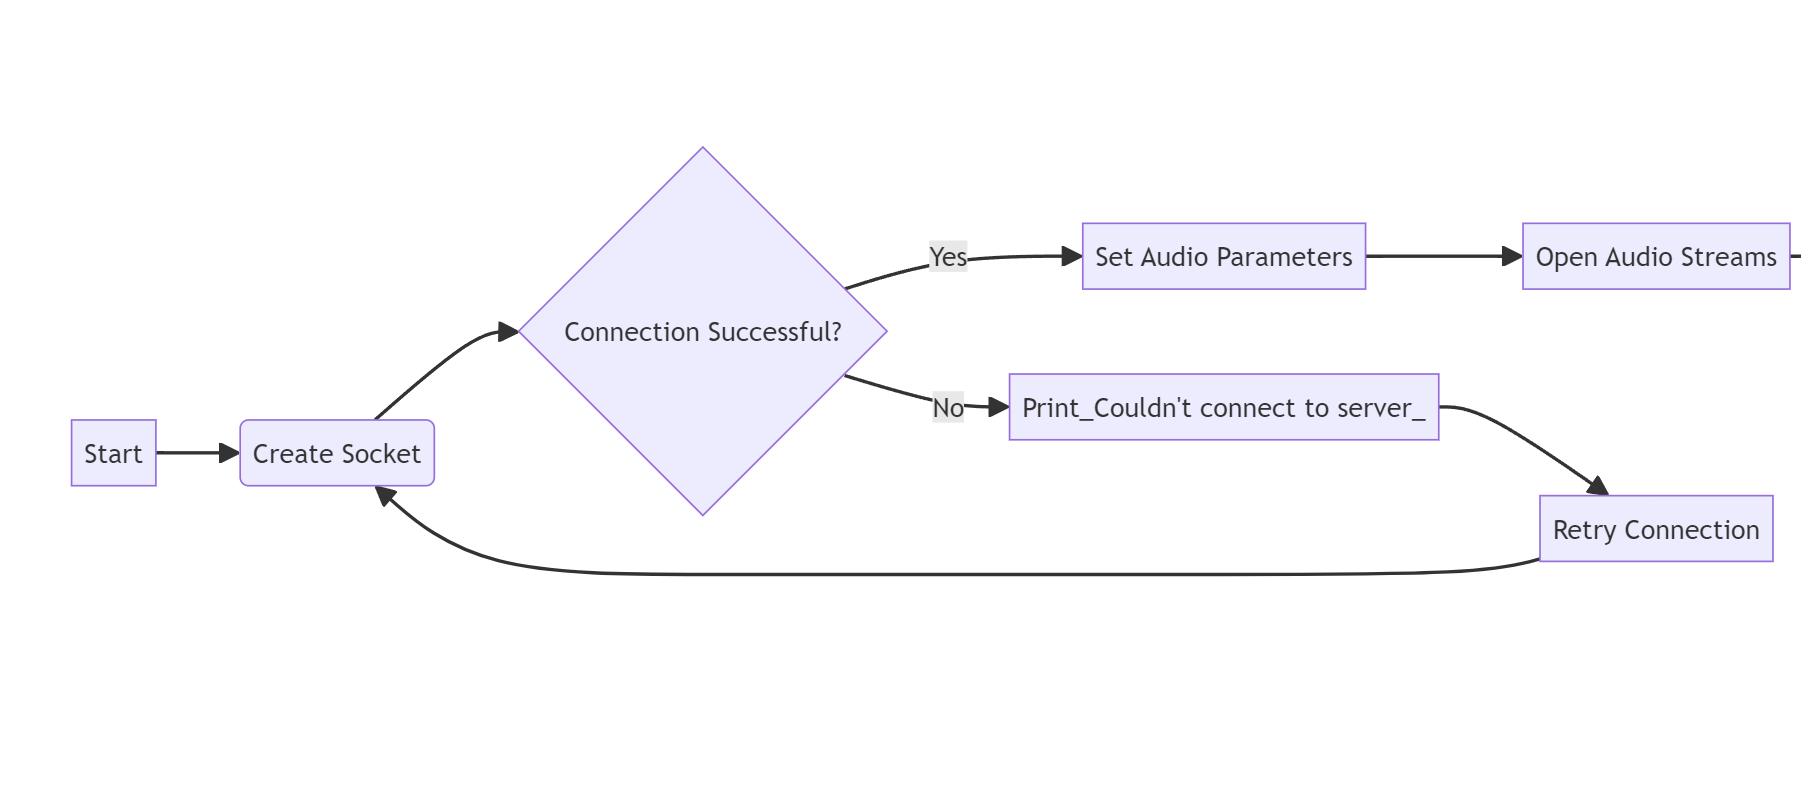 Start
Create Socket
Connection Successful?
Yes
Set Audio Parameters
Open Audio Streams
No
Print_Couldn't connect to server_
Retry Connection